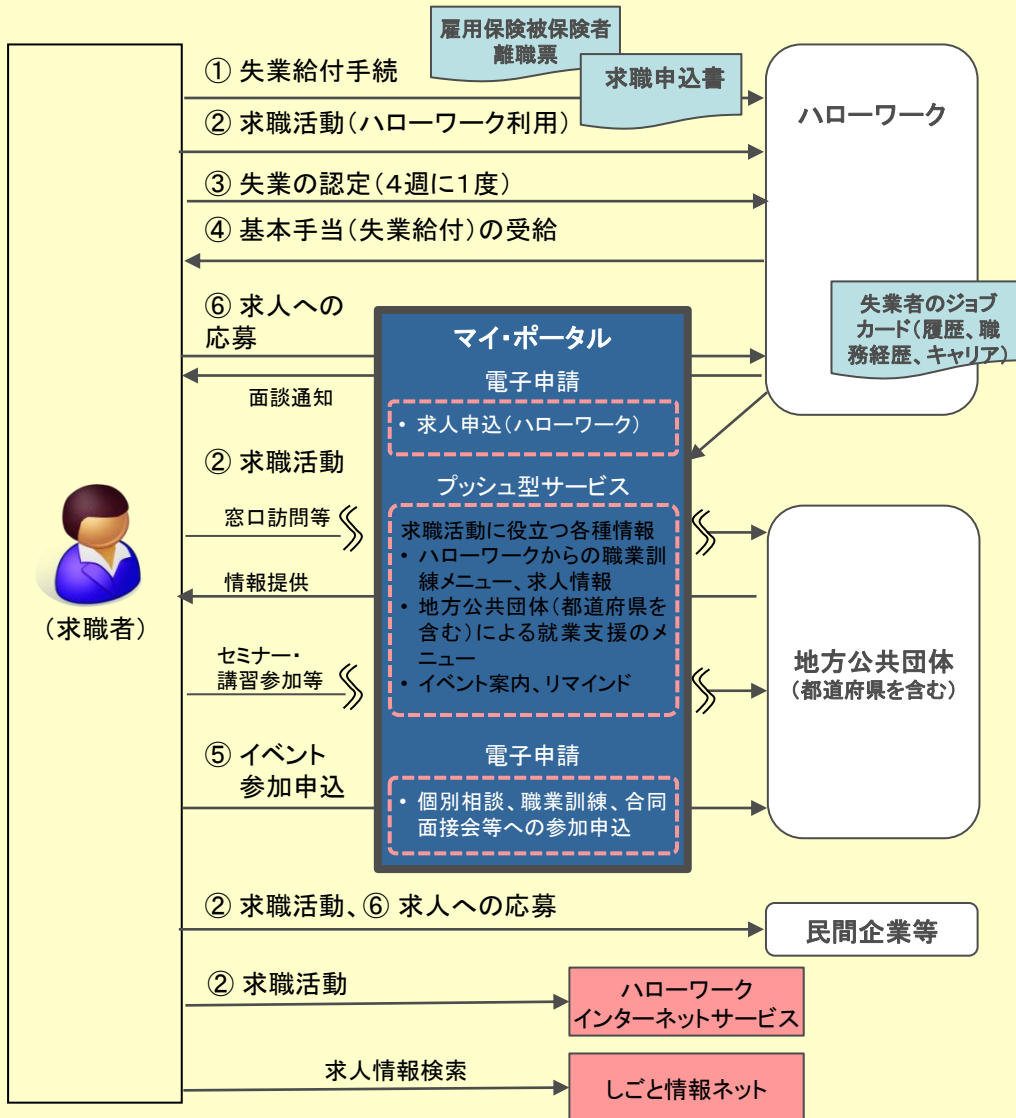 雇用保険被保険者
離職票
① 失業給付手続
求職申込書
ハローワーク
② 求職活動(ハローワーク利用)
③ 失業の認定(4週に1度)
④ 基本手当(失業給付)の受給
失業者のジョブ
カード(履歴、職
務経歴、キャリア)
⑥ 求人への
応募
面談通知
マイ・ポータル
電子申請
・ 求人申込(ハローワーク)
② 求職活動
プッシュ型サービス
窓口訪問等
求職活動に役立つ各種情報
・ ハローワークからの職業訓
練メニュー、求人情報
・ 地方公共団体(都道府県を
含む)による就業支援のメ
ニュー
・ イベント案内、リマインド
情報提供
(求職者)
セミナー・
講習参加等
地方公共団体
(都道府県を含む)
⑤ イベント
参加申込
電子申請
・ 個別相談、職業訓練、合同
面接会等への参加申込
② 求職活動、⑥ 求人への応募
民間企業等
② 求職活動
ハローワーク
インターネットサービス
求人情報検索
しごと情報ネット